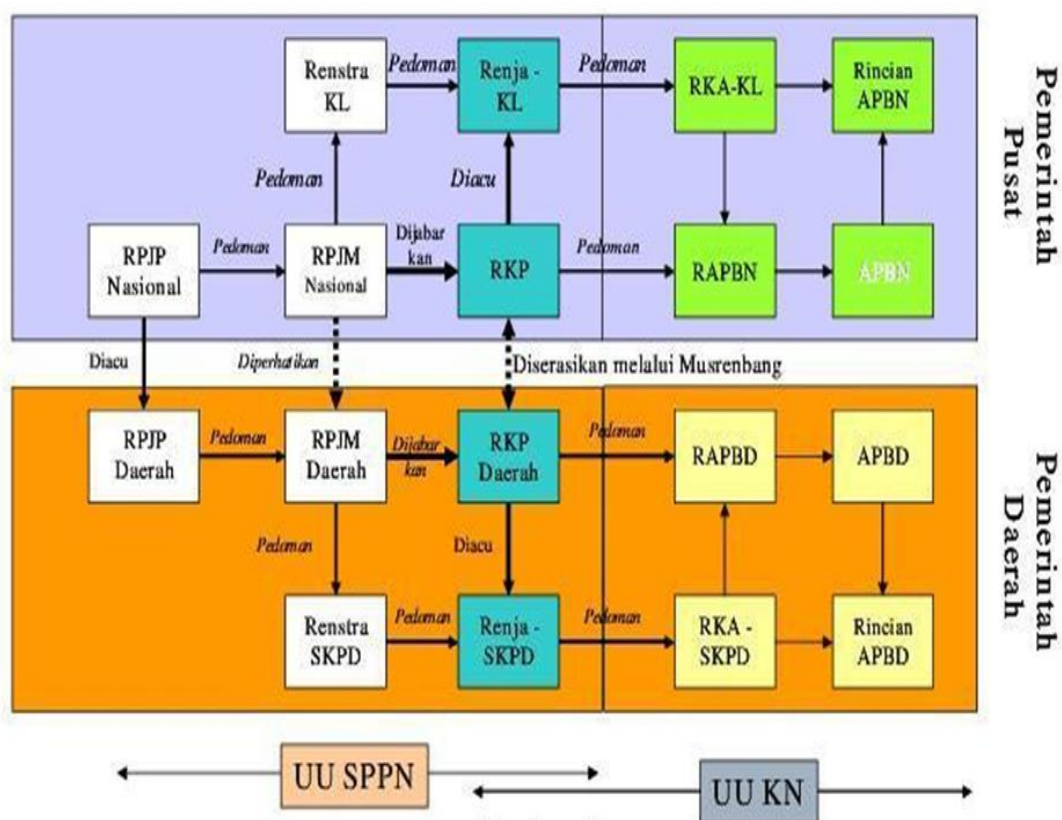 Pedoman
Pedoman
Renstra
KL
Renja -
KL
RKA-KL
Rincian
APBN
Pedoman
Diacu
RPJP
Nasional
Pedoman
RPJM
Nasional
Dijabar
kan
RKP
Pedoman
RAPBN
APBN
Pemerintah
Pusat
Diacu
Diperhatikan
Diserasikan melalui Musrenbang
RPJP
Daerah
Pedoman
RPJM
Daerah
Dijabar
kan
RKP
Daerah
Pedoman
RAPBD
APBD
Pedoman
Diacu
Renstra
SKPD
Pedoman
Renja -
SKPD
Pedoman
RKA -
SKPD
Rincian
APBD
Pemerintah
Daerah
UU SPPN
UU KN